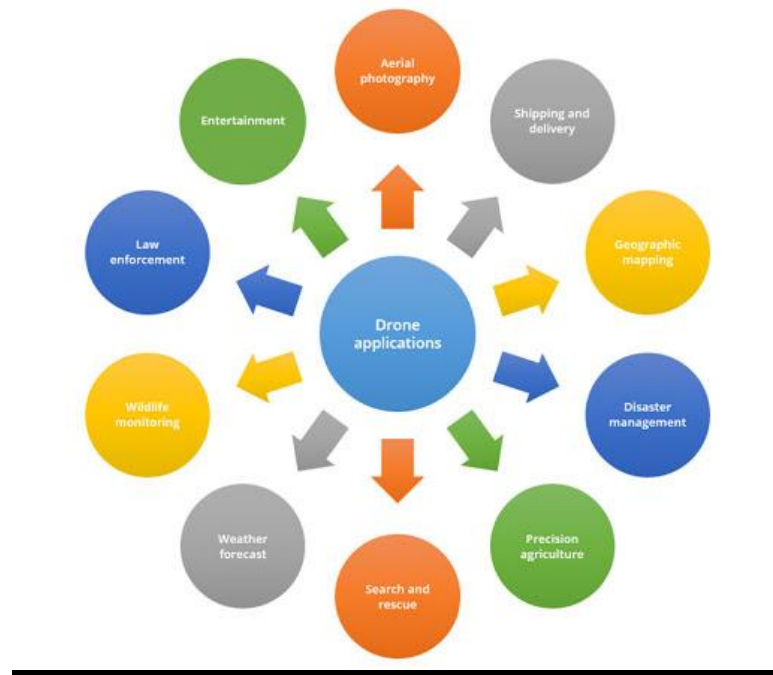 Aerial
photography
Shipping and
delivery
Geographic
mapping
Disaster
management
Precision
agriculture
Search and
rescue
Weather
forecast
Wildlife
monitoring
Law
enforcement
Entertainment
Drone
applications